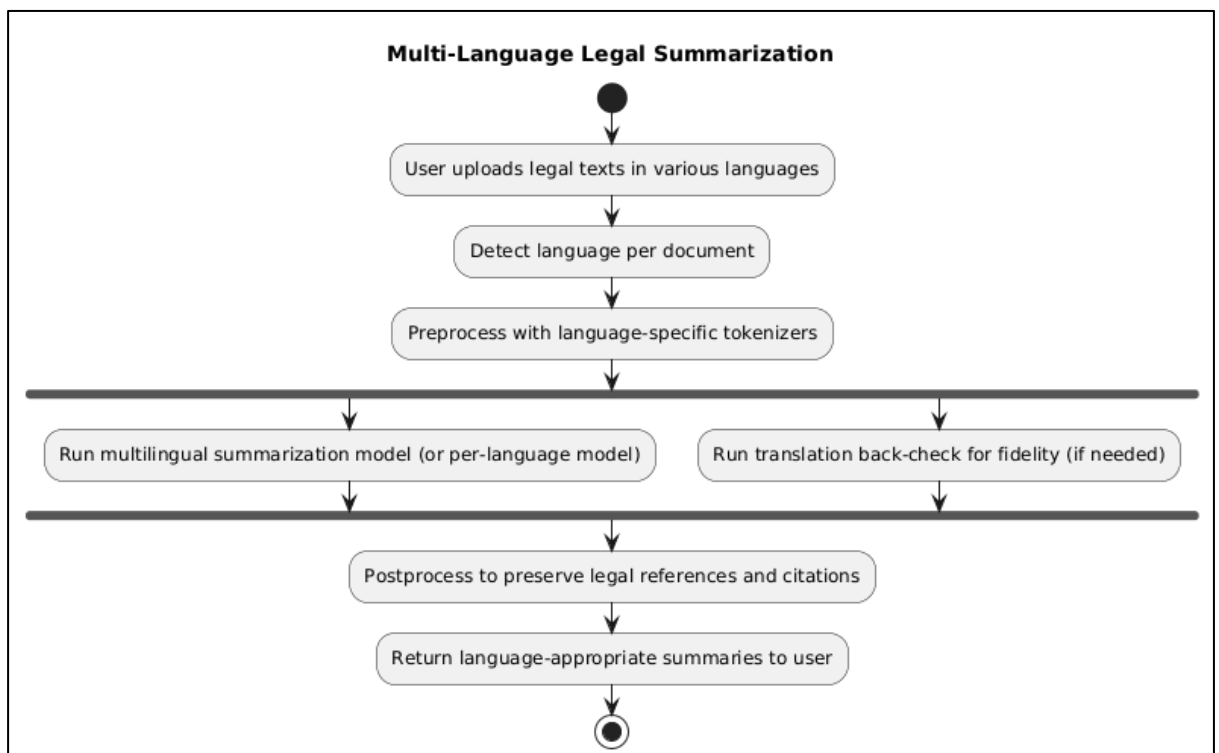 Multi-Language Legal Summarization
User uploads legal texts in various languages
Detect language per document
Preprocess with language-specific tokenizers
Run multilingual summarization model (or per-language model)
Run translation back-check for fidelity (if needed)
Postprocess to preserve legal references and citations
Return language-appropriate summaries to user